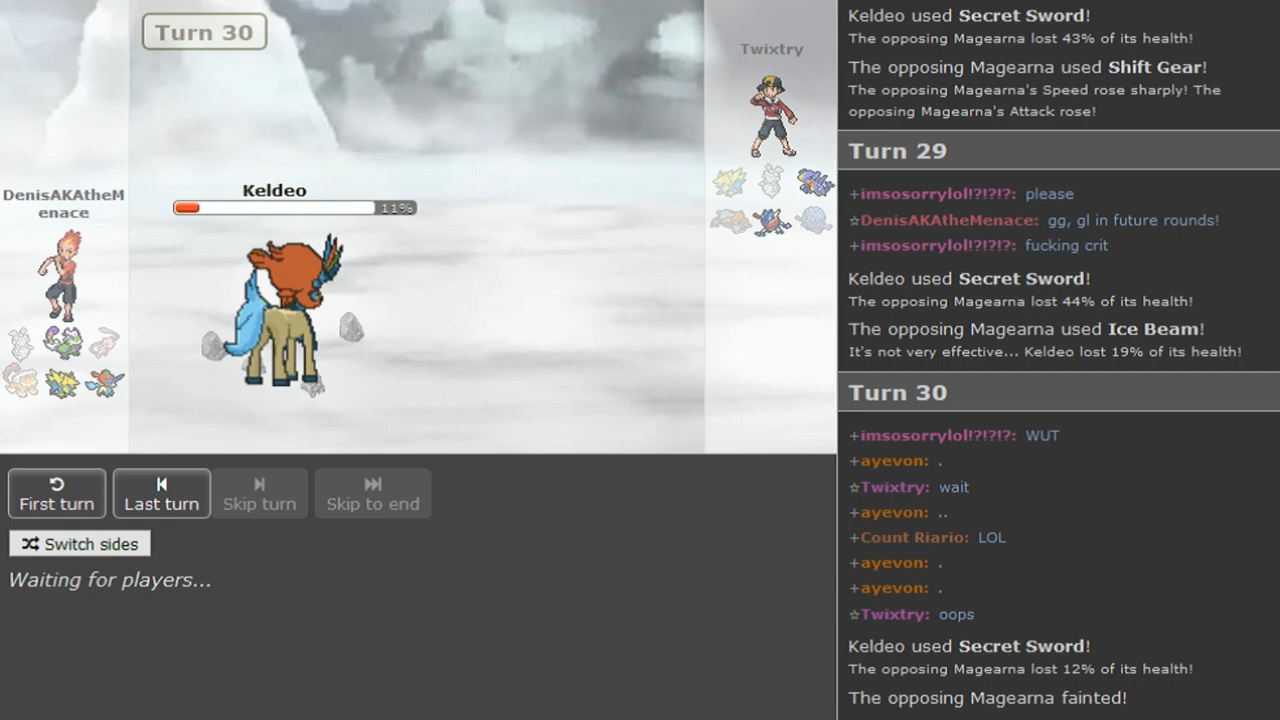 Turn 30
Twixtry
DenisAKAtheM
enace
Keldeo
11%
First turn
Last turn
Skip turn
Skip to end
Switch sides
Waiting for players...
Keldeo used Secret Sword!
The opposing Magearna lost 43% of its health!
The opposing Magearna used Shift Gear!
The opposing Magearna's Speed rose sharply! The
opposing Magearna's Attack rose!
Turn 29
+imsosorrylol!?!?!?: please
☆DenisAKAtheMenace: gg, gl in future rounds!
+imsosorrylol!?!?!?: fucking crit
Keldeo used Secret Sword!
The opposing Magearna lost 44% of its health!
The opposing Magearna used Ice Beam!
It's not very effective... Keldeo lost 19% of its health!
Turn 30
+imsosorrylol!?!?!?: WUT
+ayevon: .
☆Twixtry: wait
+ayevon: ..
+Count Riario: LOL
+ayevon: .
+ayevon: .
☆Twixtry: oops
Keldeo used Secret Sword!
The opposing Magearna lost 12% of its health!
The opposing Magearna fainted!